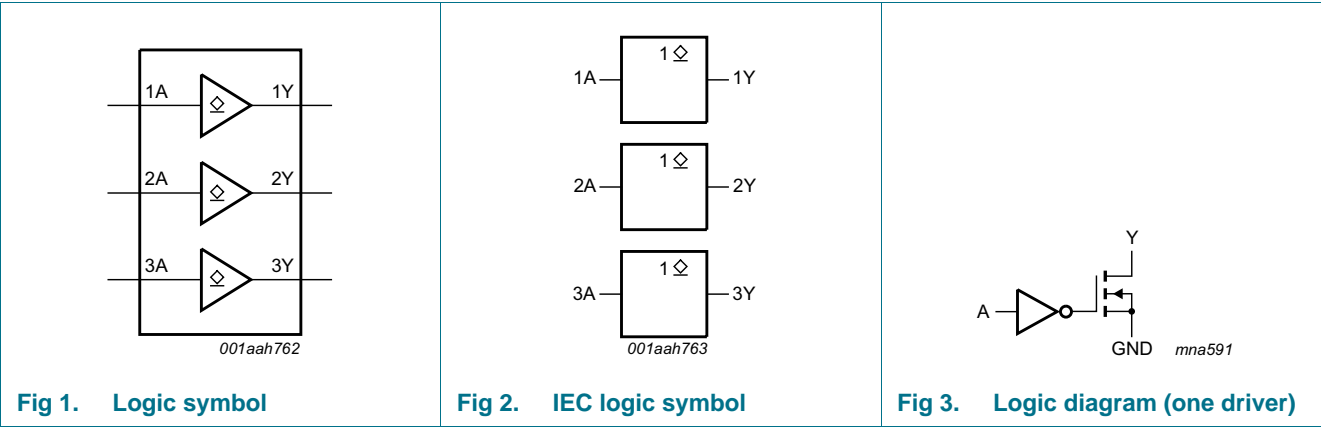 1A 1Y
2A 2Y
3A 3Y
001aah762
Fig 1. Logic symbol
1A 1 1Y
2A 1 2Y
3A 1 3Y
001aah763
Fig 2. IEC logic symbol
Y
A
GND mna591
Fig 3. Logic diagram (one driver)